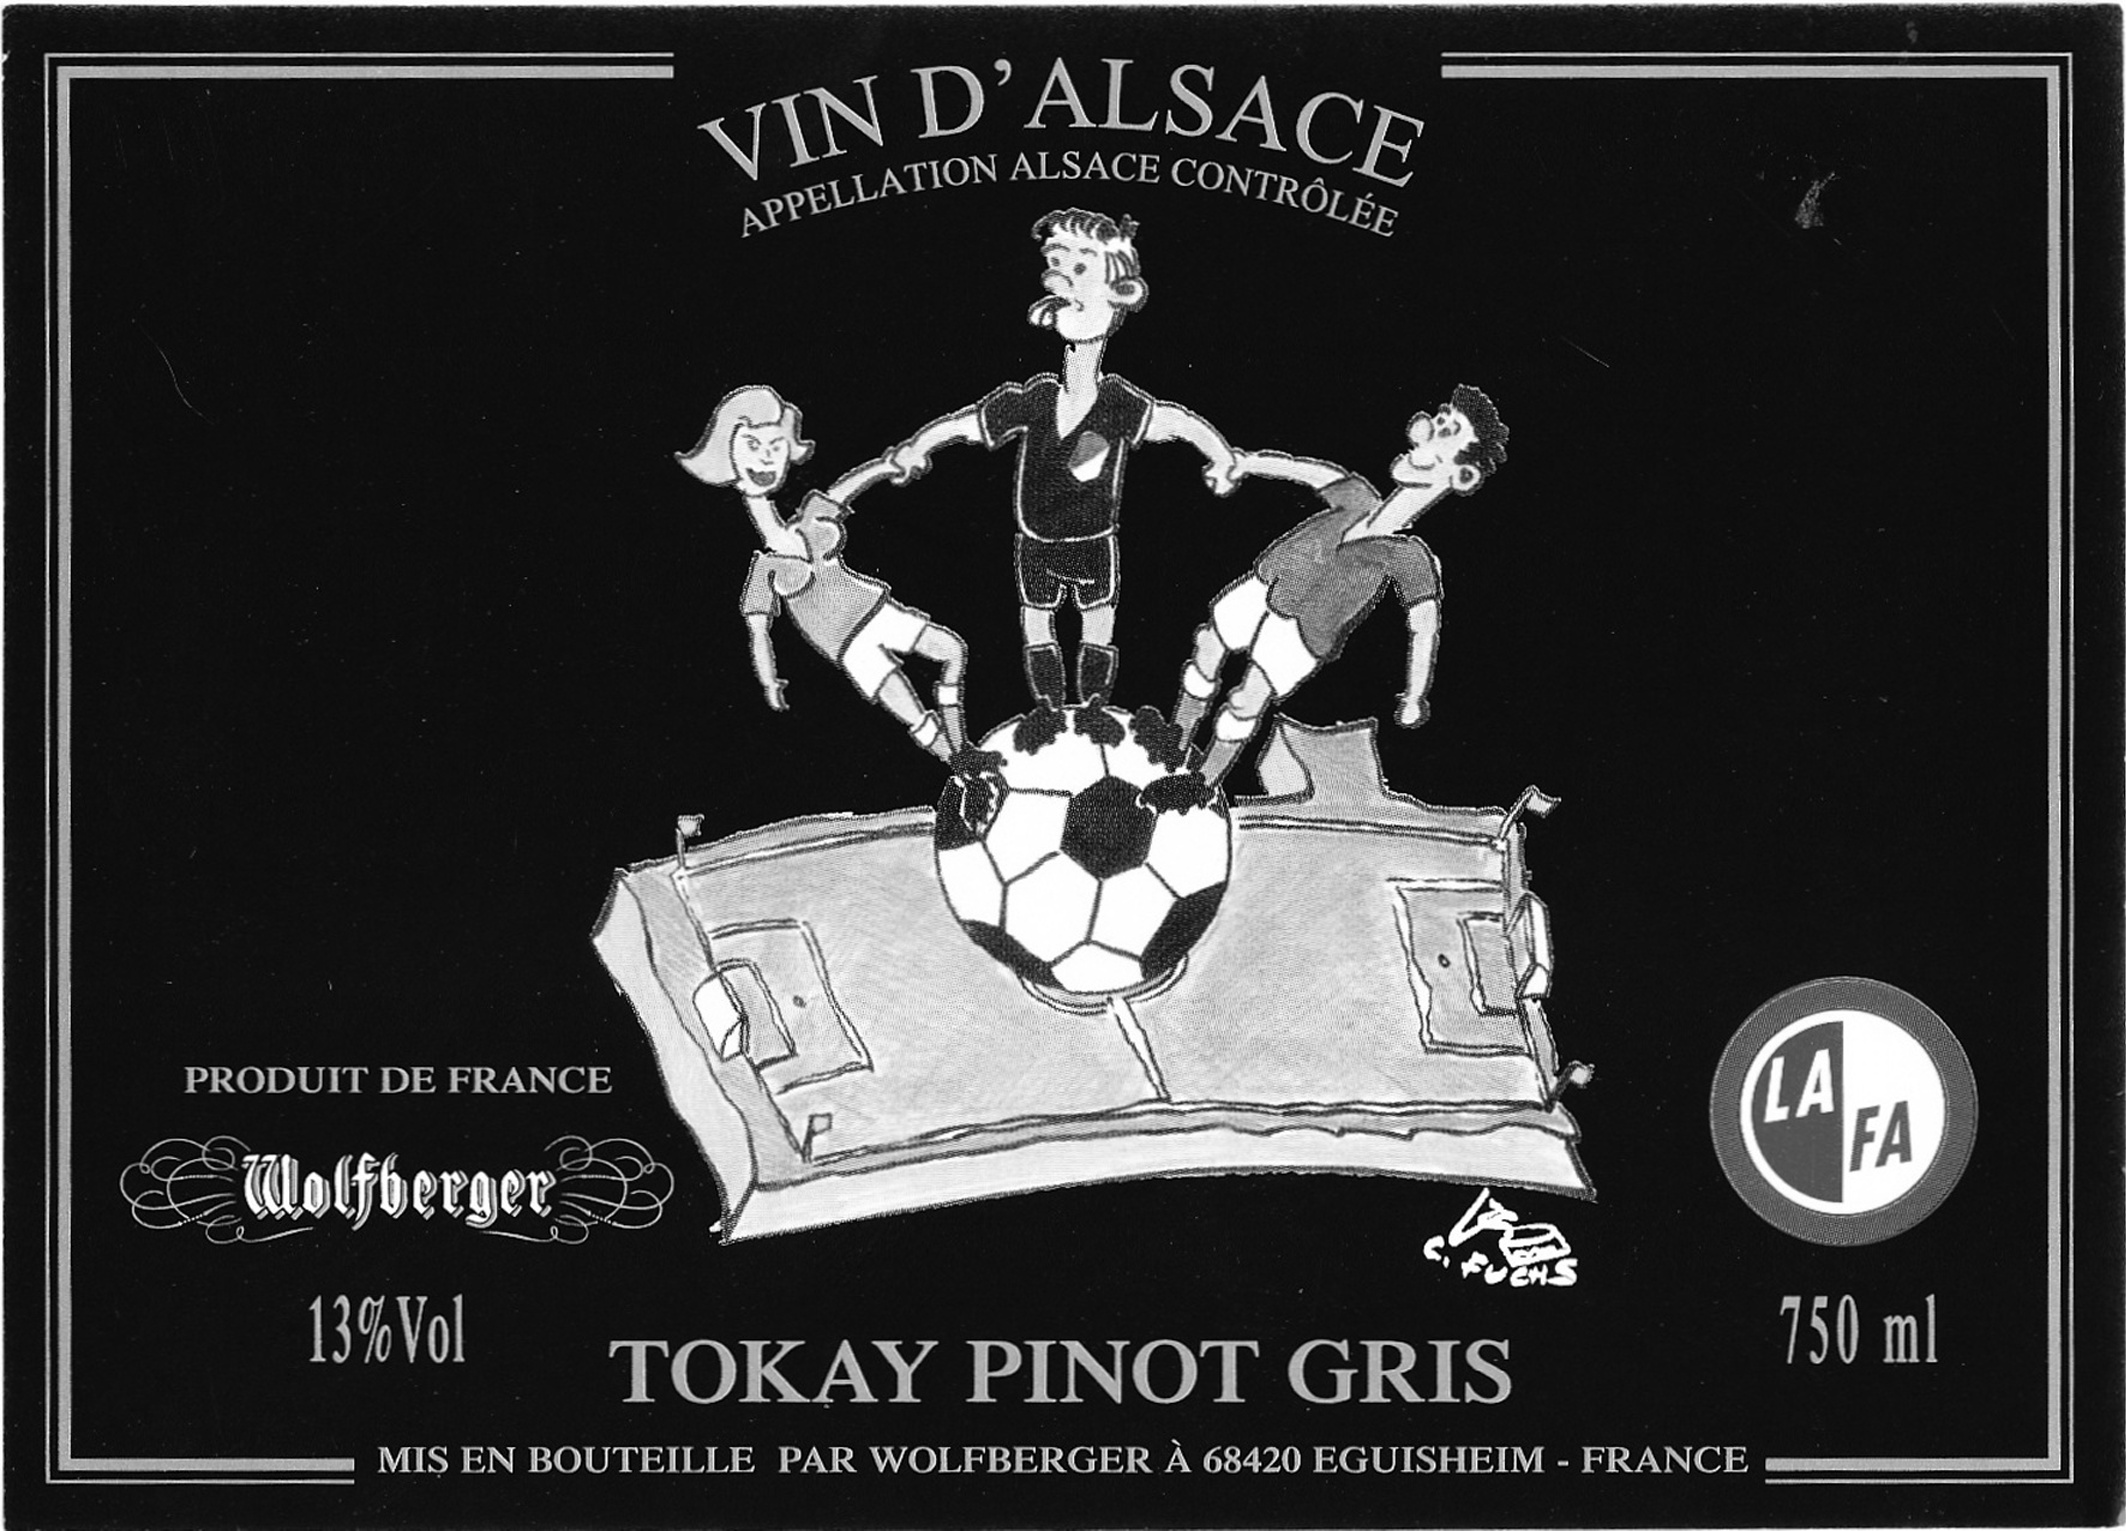 VIN D'ALSACE
APPELLATION ALSACE CONTRÔLÉE
PRODUIT DE FRANCE
Wolfberger
LA
FA
C. FUCHS
13%Vol
750 ml
TOKAY PINOT GRIS
MIS EN BOUTEILLE PAR WOLFBERGER À 68420 EGUISHEIM - FRANCE